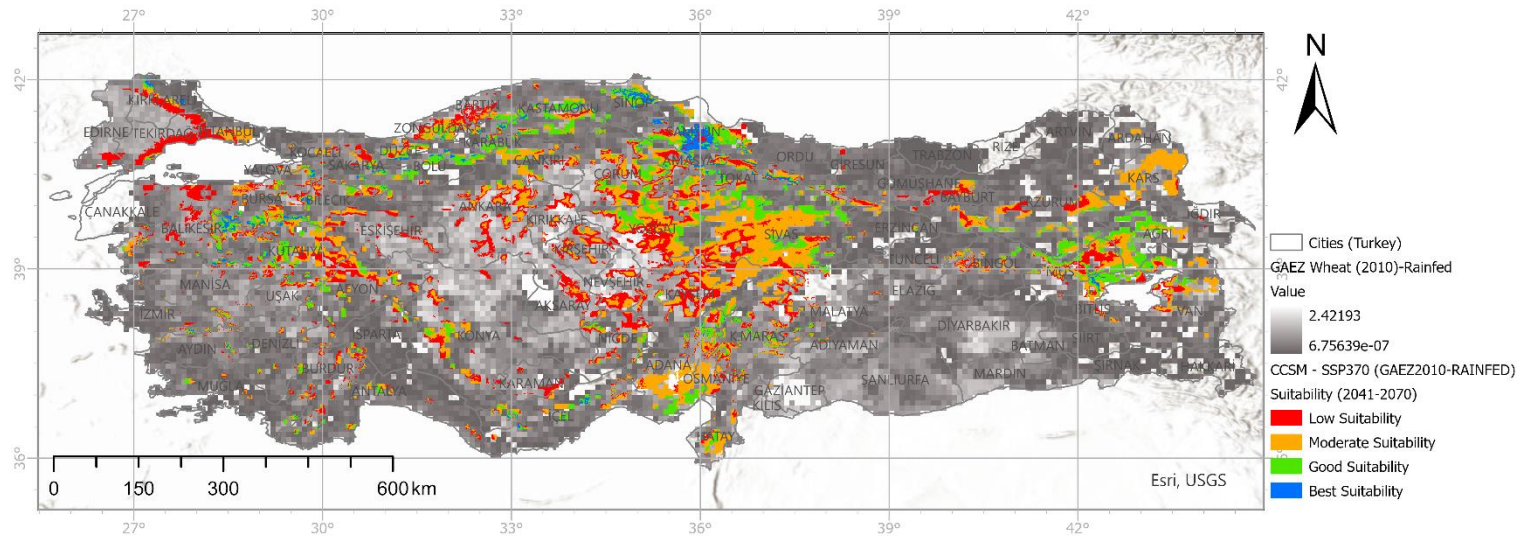 27° 30° 33° 36° 39° 42°
N
42° 42°
KIRKLARELI
EDIRNE TEKIRDAG ISTANBUL
BARTIN KASTAMONU SINOP
ZONGULDAK KARABUK SAMSUN
ARTVIN ARDAHAN
KOCAELI SAKARYA BOLU CANKIRI AMASYA ORDU GIRESUN TRABZON RIZE
YALOVA CORUM TOKAT KARS
GUMUSHANE
CANAKKALE BURSA BILECIK ANKARA KIRIKKALE BAYBURT ERZURUM IGDIR
BALIKESIR ESKISEHIR YOZGAT SIVAS ERZINCAN AGRI
KUTAHYA KIRSEHIR
39°
TUNCELI BINGOL MUS
MANISA USAK AFYON NEVSEHIR KAYSERI ELAZIG
AKSARAY MALATYA BITLIS VAN
IZMIR
ISPARTA KONYA NIGDE K.MARAS DIYARBAKIR SIIRT
AYDIN DENIZLI ADIYAMAN BATMAN
BURDUR ADANA SIRNAK HAKKARI
MUGLA ANTALYA KARAMAN OSMANIYE GAZIANTEP SANLIURFA MARDIN
ICEL KILIS
HATAY
36°
0 150 300 600 km
Esri, USGS
27° 30° 33° 36° 39° 42°
Cities (Turkey)
GAEZ Wheat (2010)-Rainfed
Value
2.42193
6.75639e-07
CCSM - SSP370 (GAEZ2010-RAINFED)
Suitability (2041-2070)
Low Suitability
Moderate Suitability
Good Suitability
Best Suitability